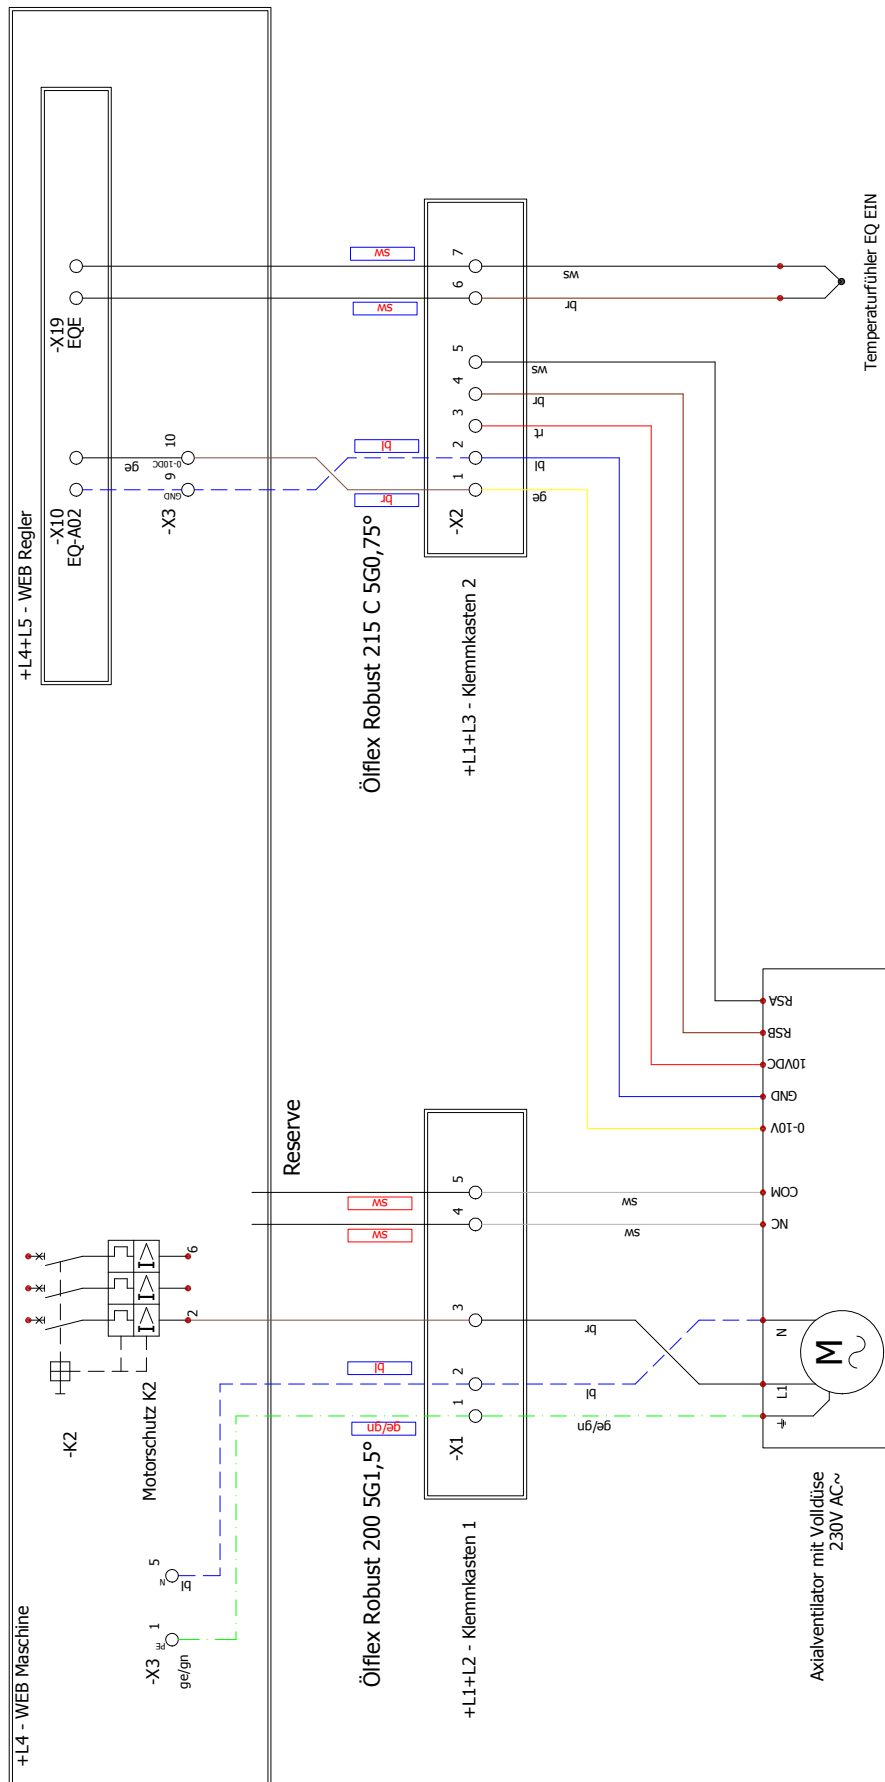 +L4 - WEB Maschine
-X3
1
PE
ge/gn
5
N
bl
-K2
Motorschutz K2
2
6
+L4+L5 - WEB Regler
-X10
EQ-A02
-X19
EQE
ge
-X3
9
GND
10
0-10DC
Reserve
Ölflex Robust 200 5G1,5°
ge/gn
bl
sw
sw
Ölflex Robust 215 C 5G0,75°
br
bl
sw
sw
+L1+L2 - Klemmkasten 1
-X1
1
2
3
4
5
+L1+L3 - Klemmkasten 2
-X2
1
2
3
4
5
6
7
ge/gn
bl
br
sw
sw
ge
bl
rt
br
ws
br
ws
L1
N
NC
COM
0-10V
GND
10VDC
RSB
RSA
M
Axialventilator mit Volldüse
230V AC~
Temperaturfühler EQ EIN